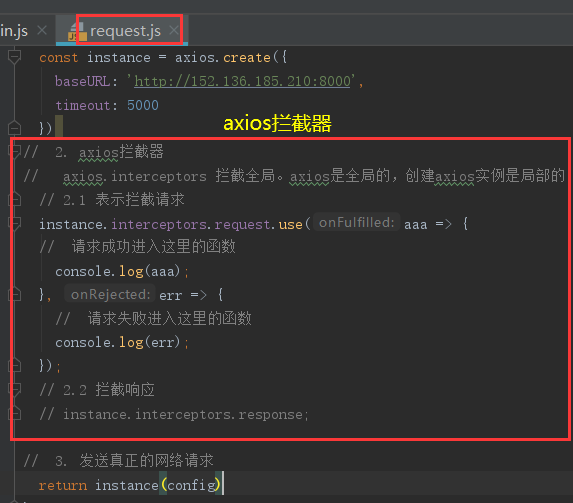 in.js × request.js ×
const instance = axios.create({
baseURL: 'http://152.136.185.210:8000',
timeout: 5000
})
axios拦截器
// 2. axios拦截器
// axios.interceptors 拦截全局。axios是全局的,创建axios实例是局部的
// 2.1 表示拦截请求
instance.interceptors.request.use( onFulfilled: aaa => {
// 请求成功进入这里的函数
console.log(aaa);
}, onRejected: err => {
// 请求失败进入这里的函数
console.log(err);
});
// 2.2 拦截响应
// instance.interceptors.response;
// 3. 发送真正的网络请求
return instance(config)